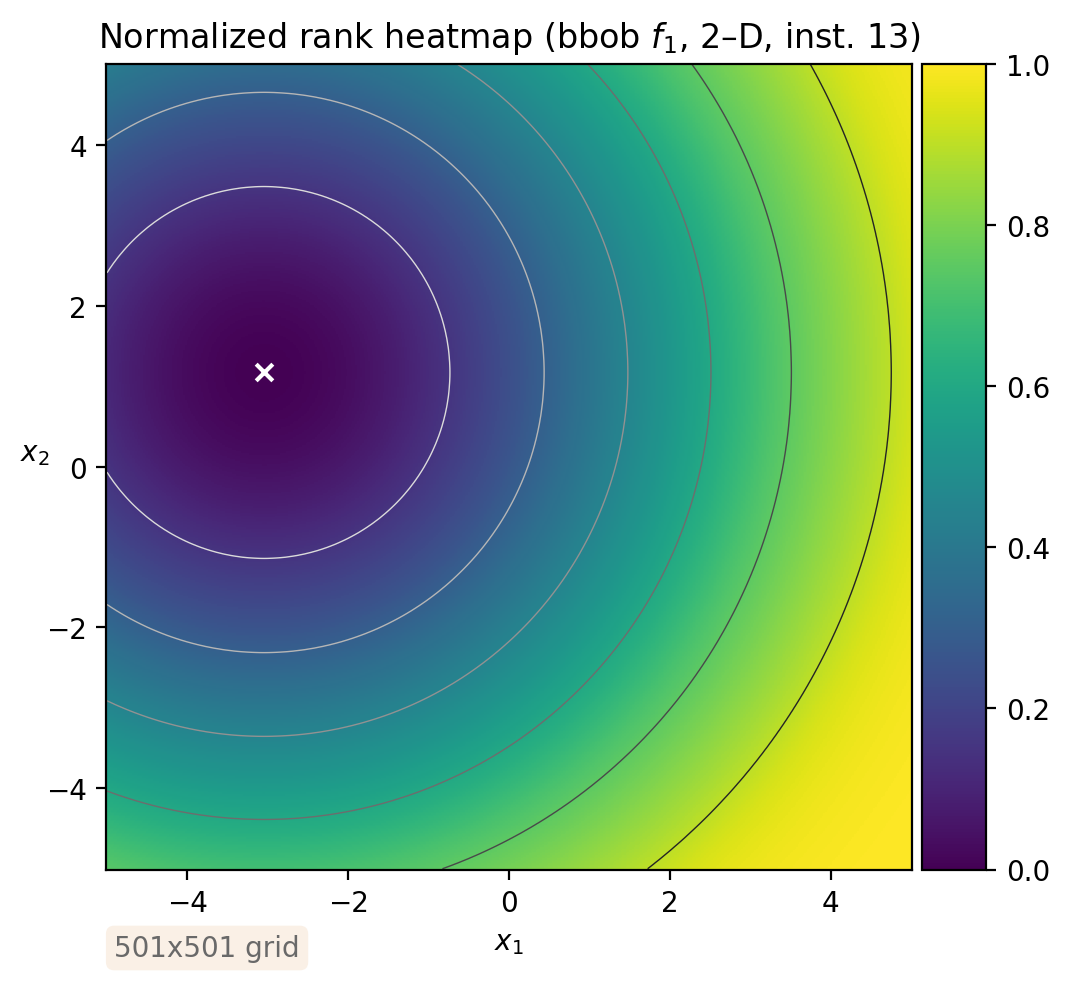 Normalized rank heatmap (bbob f₁, 2–D, inst. 13)
1.0
0.8
0.6
0.4
0.2
0.0
4
2
0
−2
−4
x₂
−4 −2 0 2 4
x₁
501x501 grid